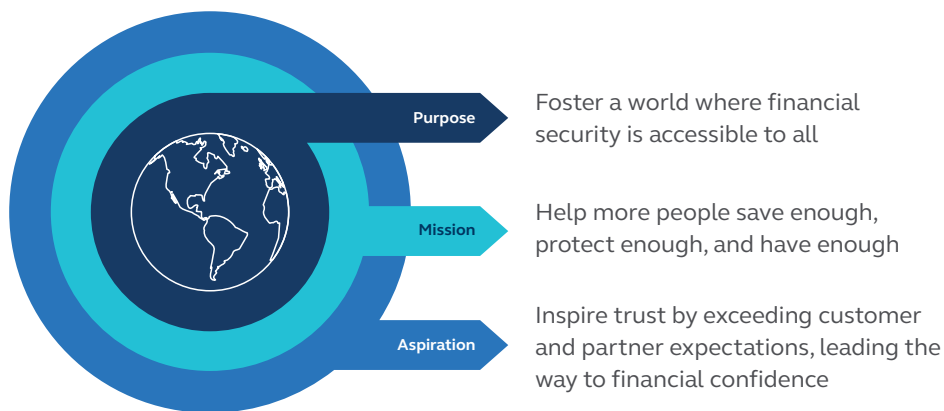 Purpose
Foster a world where financial
security is accessible to all
Mission
Help more people save enough,
protect enough, and have enough
Aspiration
Inspire trust by exceeding customer
and partner expectations, leading the
way to financial confidence